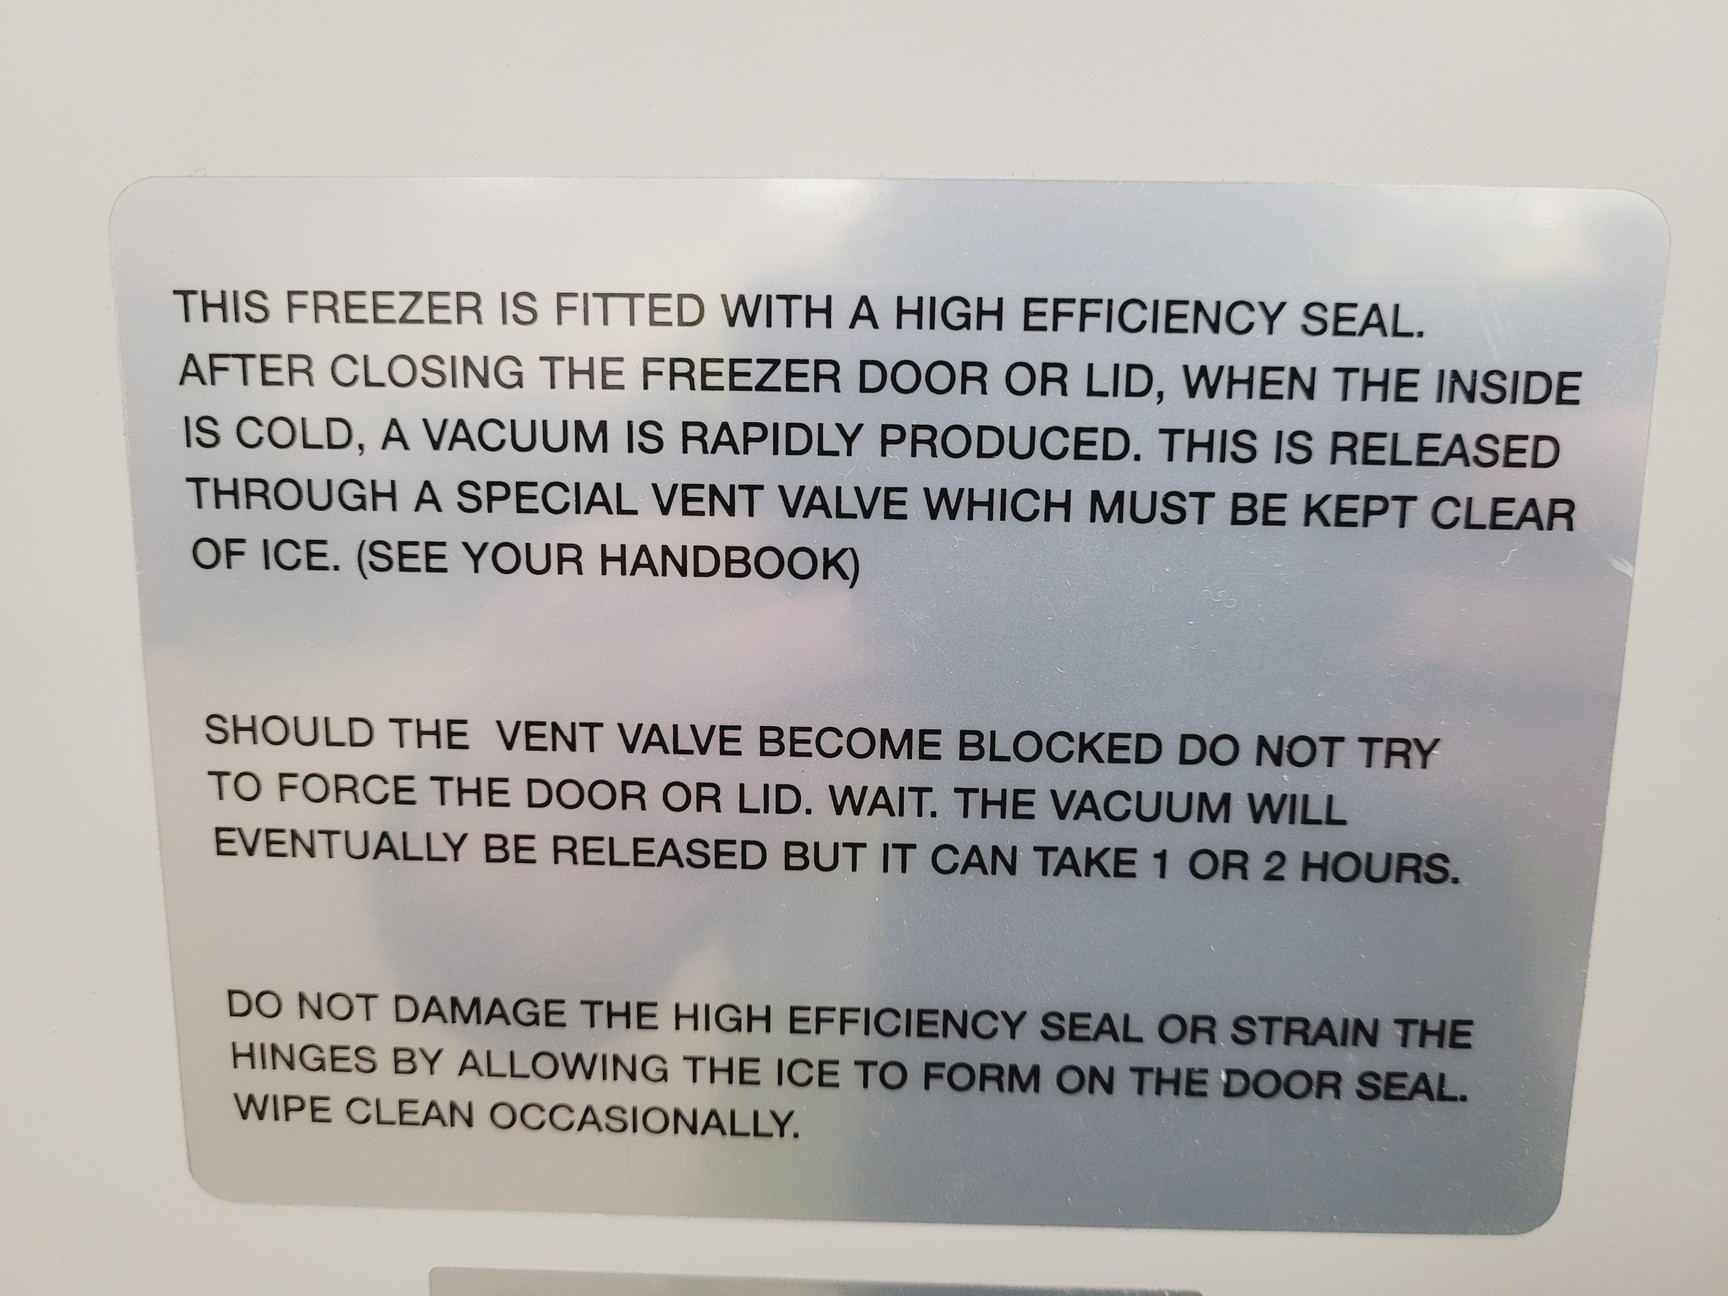 THIS FREEZER IS FITTED WITH A HIGH EFFICIENCY SEAL.
AFTER CLOSING THE FREEZER DOOR OR LID, WHEN THE INSIDE
IS COLD, A VACUUM IS RAPIDLY PRODUCED. THIS IS RELEASED
THROUGH A SPECIAL VENT VALVE WHICH MUST BE KEPT CLEAR
OF ICE. (SEE YOUR HANDBOOK)
SHOULD THE VENT VALVE BECOME BLOCKED DO NOT TRY
TO FORCE THE DOOR OR LID. WAIT. THE VACUUM WILL
EVENTUALLY BE RELEASED BUT IT CAN TAKE 1 OR 2 HOURS.
DO NOT DAMAGE THE HIGH EFFICIENCY SEAL OR STRAIN THE
HINGES BY ALLOWING THE ICE TO FORM ON THE DOOR SEAL.
WIPE CLEAN OCCASIONALLY.